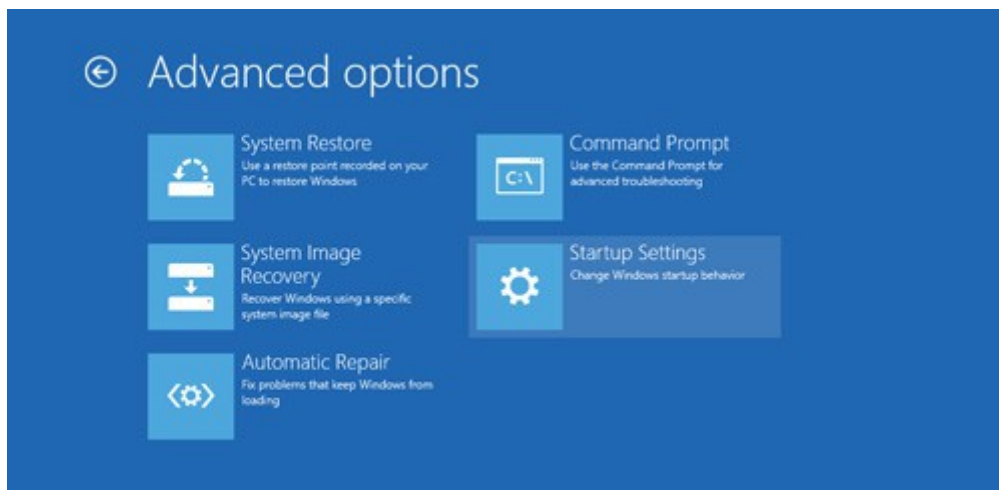 Advanced options
System Restore
Use a restore point recorded on your
PC to restore Windows
System Image
Recovery
Recover Windows using a specific
system image file
Automatic Repair
Fix problems that keep Windows from
loading
C:\
Command Prompt
Use the Command Prompt for
advanced troubleshooting
Startup Settings
Change Windows startup behavior